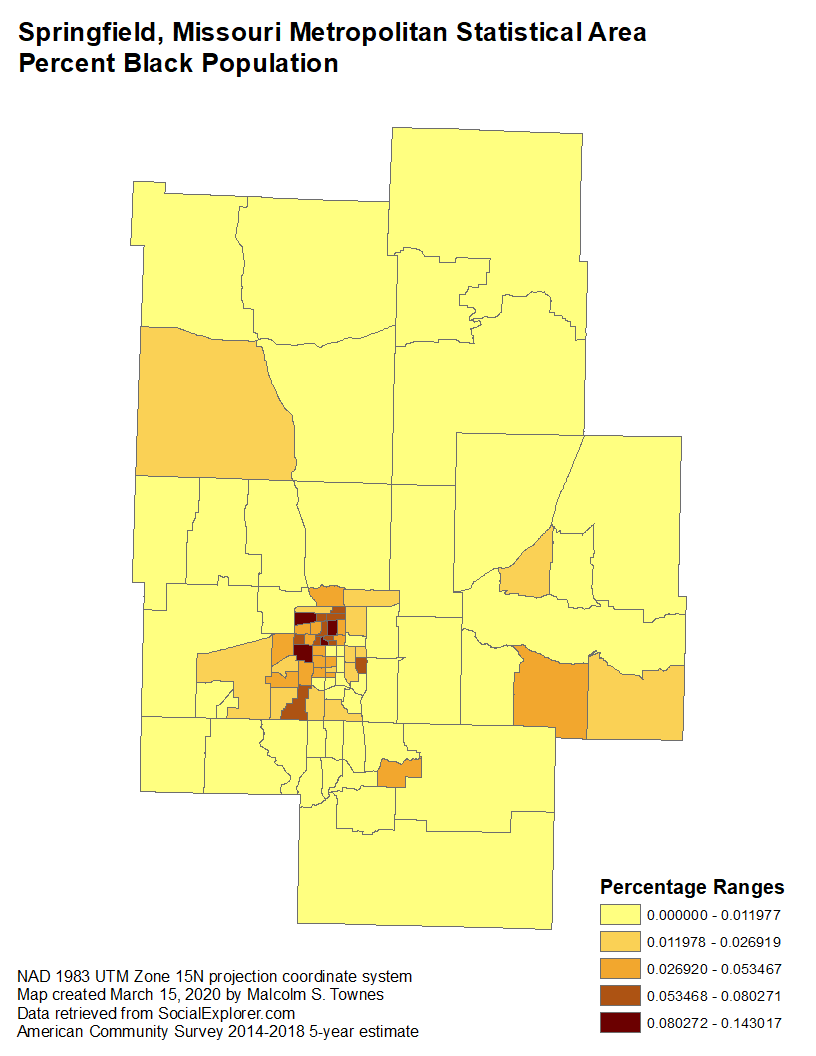 Springfield, Missouri Metropolitan Statistical Area
Percent Black Population
Percentage Ranges
0.000000 - 0.011977
0.011978 - 0.026919
0.026920 - 0.053467
0.053468 - 0.080271
0.080272 - 0.143017
NAD 1983 UTM Zone 15N projection coordinate system
Map created March 15, 2020 by Malcolm S. Townes
Data retrieved from SocialExplorer.com
American Community Survey 2014-2018 5-year estimate